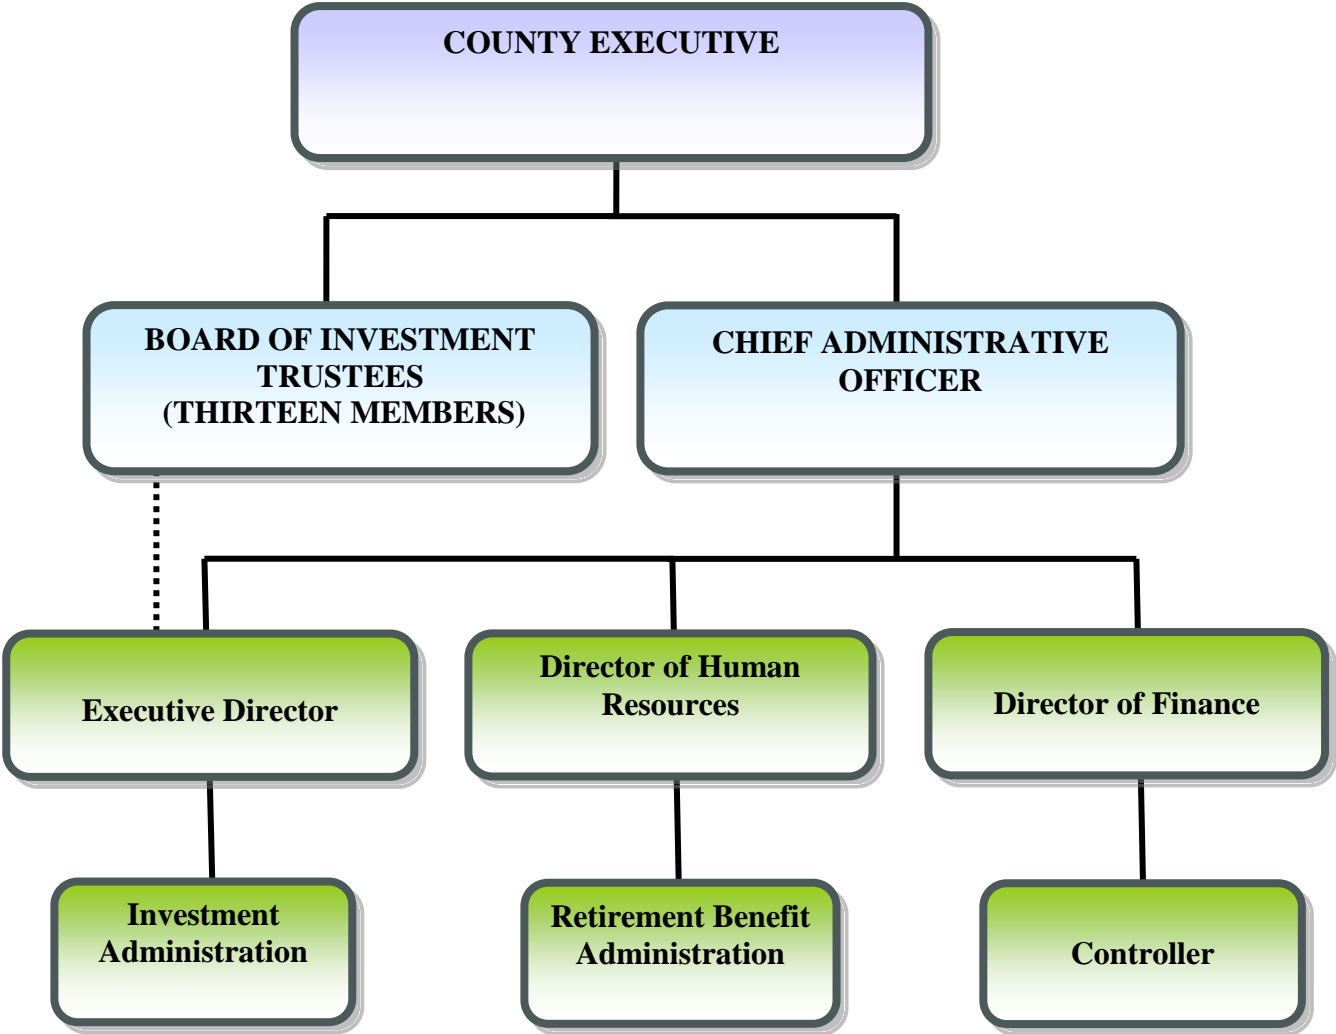 COUNTY EXECUTIVE
BOARD OF INVESTMENT
TRUSTEES
(THIRTEEN MEMBERS)
CHIEF ADMINISTRATIVE
OFFICER
Executive Director
Director of Human
Resources
Director of Finance
Investment
Administration
Retirement Benefit
Administration
Controller